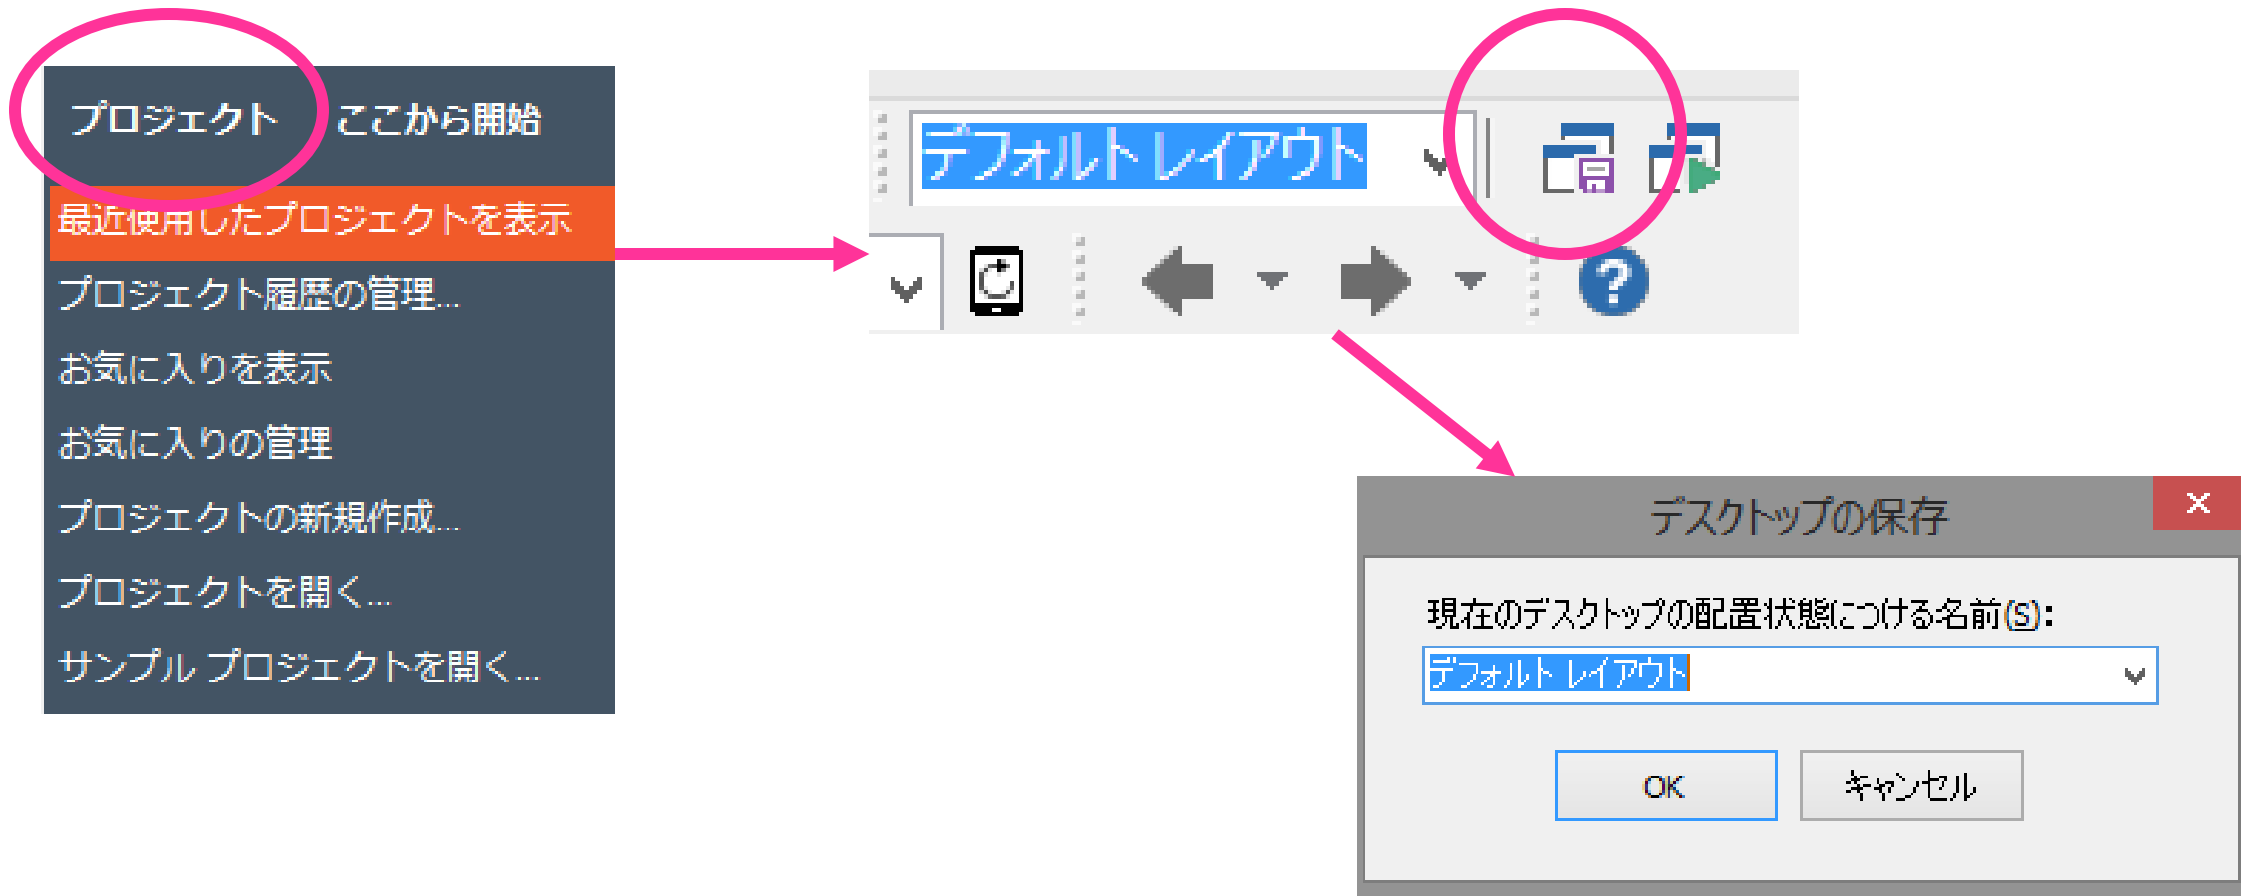 プロジェクト ここから開始
最近使用したプロジェクトを表示
プロジェクト履歴の管理...
お気に入りを表示
お気に入りの管理
プロジェクトの新規作成...
プロジェクトを開く...
サンプル プロジェクトを開く...
デフォルト レイアウト
?
デスクトップの保存
現在のデスクトップの配置状態につける名前(S):
デフォルト レイアウト
OK キャンセル